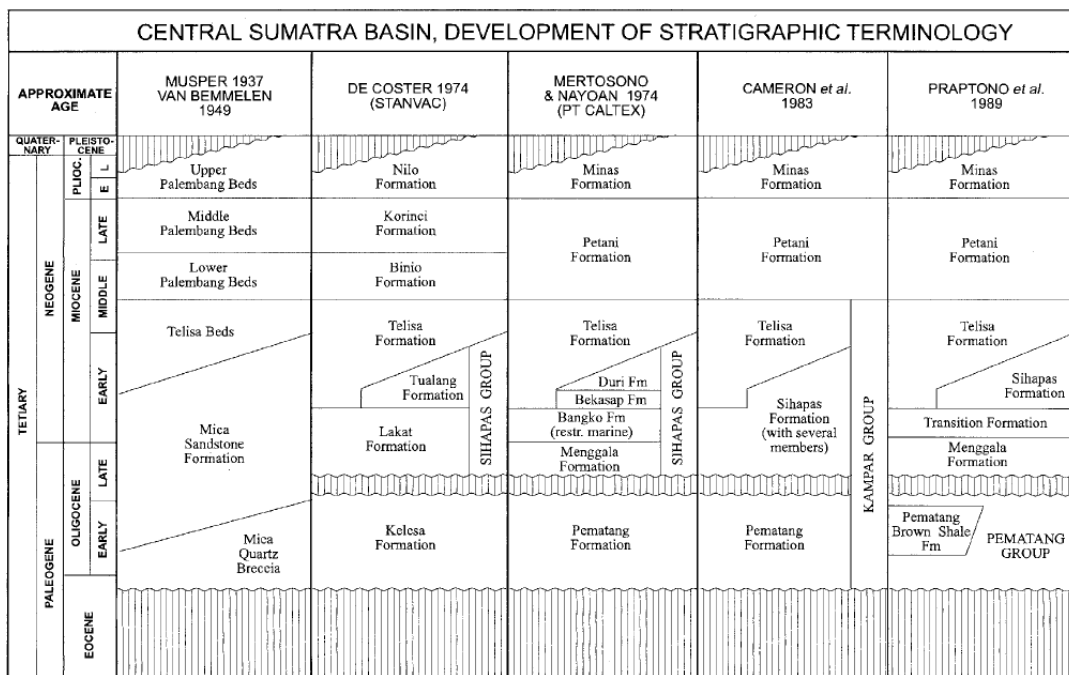 CENTRAL SUMATRA BASIN, DEVELOPMENT OF STRATIGRAPHIC TERMINOLOGY
APPROXIMATE
AGE
MUSPER 1937
VAN BEMMELEN
1949
DE COSTER 1974
(STANVAC)
MERTOSONO
& NAYOAN 1974
(PT CALTEX)
CAMERON et al.
1983
PRAPTONO et al.
1989
QUATER-
NARY
PLEISTO-
CENE
TETIARY
NEOGENE
PALEOGENE
PLIOC.
L
E
MIOCENE
LATE
MIDDLE
EARLY
OLIGOCENE
LATE
EARLY
EOCENE
Upper
Palembang Beds
Middle
Palembang Beds
Lower
Palembang Beds
Telisa Beds
Mica
Sandstone
Formation
Mica
Quartz
Breccia
Nilo
Formation
Korinci
Formation
Binio
Formation
Telisa
Formation
Tualang
Formation
Lakat
Formation
SIHAPAS GROUP
Kelesa
Formation
Minas
Formation
Petani
Formation
Telisa
Formation
Duri Fm
Bekasap Fm
Bangko Fm
(restr. marine)
Menggala
Formation
SIHAPAS GROUP
Pematang
Formation
Minas
Formation
Petani
Formation
Telisa
Formation
Sihapas
Formation
(with several
members)
KAMPAR GROUP
Pematang
Formation
Minas
Formation
Petani
Formation
Telisa
Formation
Sihapas
Formation
Transition Formation
Menggala
Formation
Pematang
Brown Shale
Fm
PEMATANG
GROUP